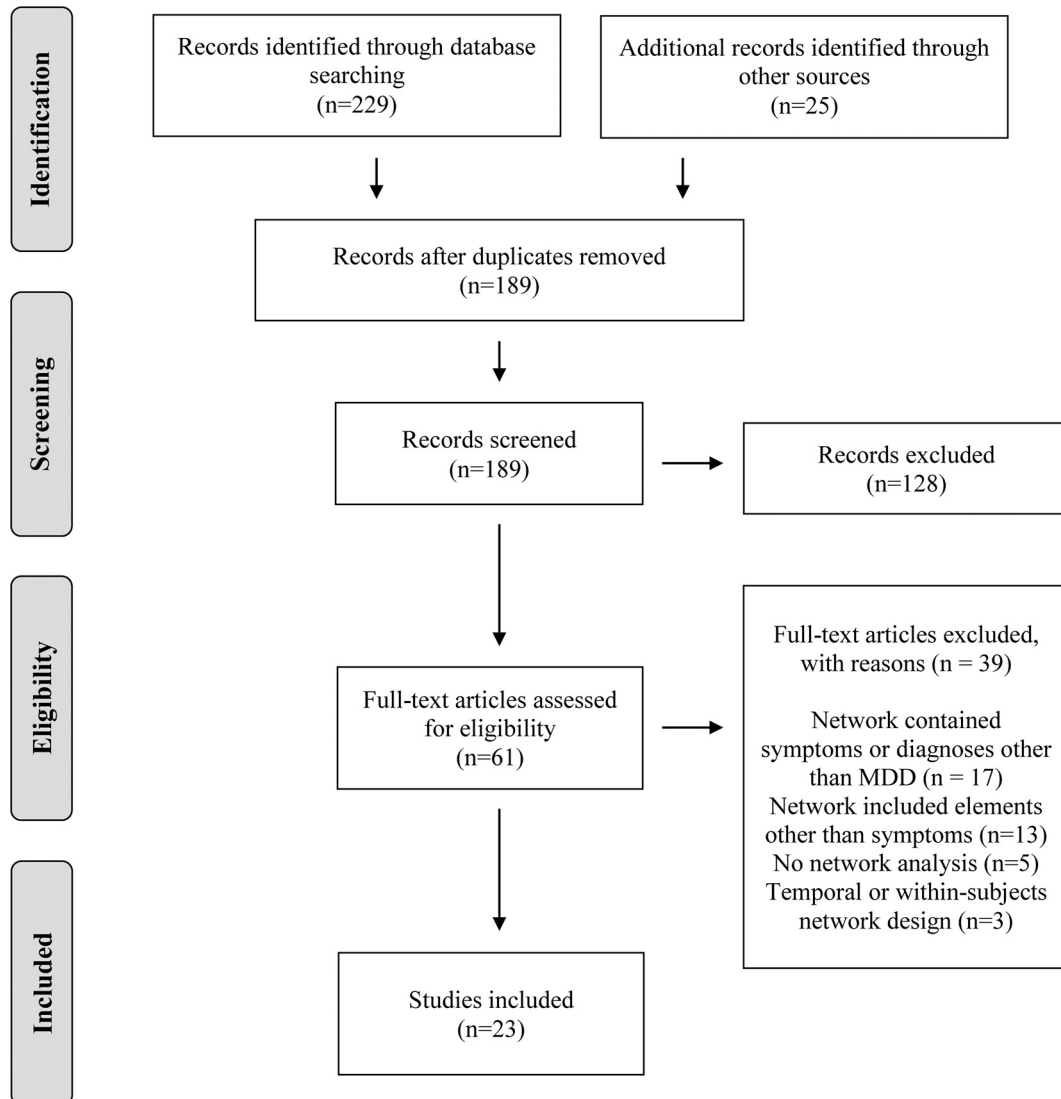 Identification
Records identified through database
searching
(n=229)
Additional records identified through
other sources
(n=25)
Records after duplicates removed
(n=189)
Screening
Records screened
(n=189)
Records excluded
(n=128)
Eligibility
Full-text articles assessed
for eligibility
(n=61)
Full-text articles excluded,
with reasons (n = 39)
Network contained
symptoms or diagnoses other
than MDD (n = 17)
Network included elements
other than symptoms (n=13)
No network analysis (n=5)
Temporal or within-subjects
network design (n=3)
Included
Studies included
(n=23)